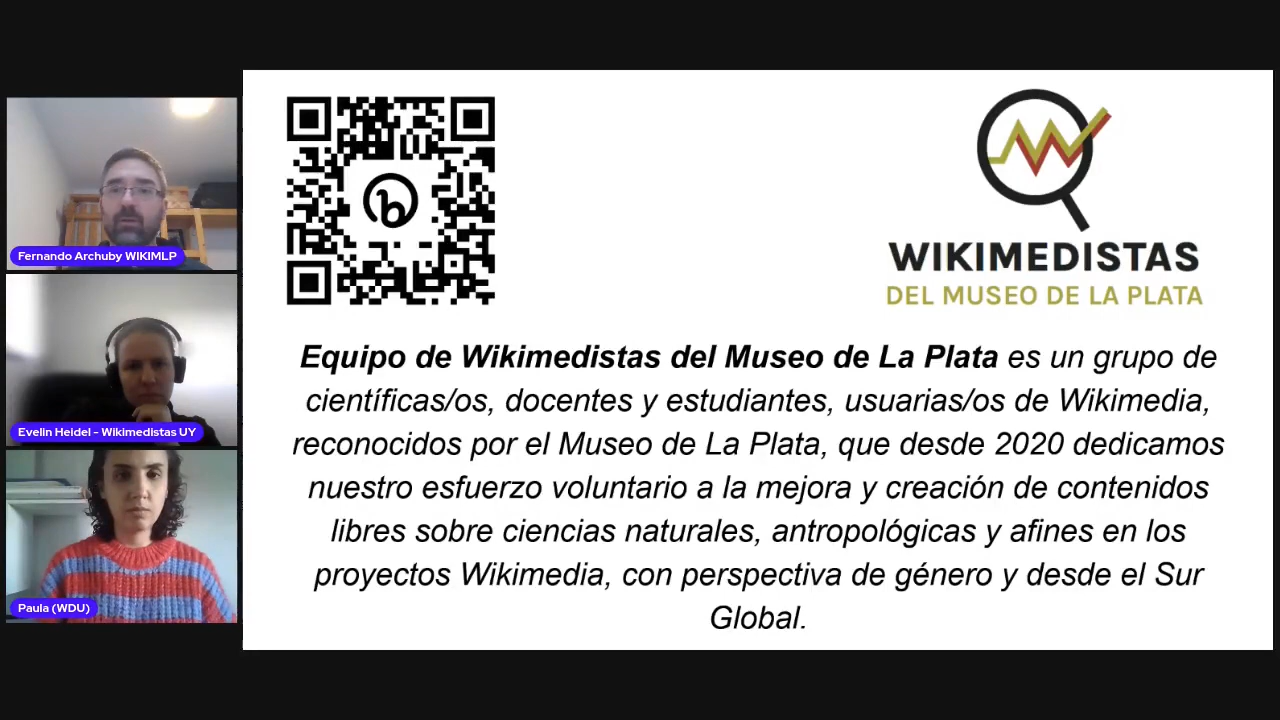 Fernando Archuby WIKIMLP
Evelin Heidel - Wikimedistas UY
Paula (WDU)
WIKIMEDISTAS
DEL MUSEO DE LA PLATA
Equipo de Wikimedistas del Museo de La Plata es un grupo de
científicas/os, docentes y estudiantes, usuarias/os de Wikimedia,
reconocidos por el Museo de La Plata, que desde 2020 dedicamos
nuestro esfuerzo voluntario a la mejora y creación de contenidos
libres sobre ciencias naturales, antropológicas y afines en los
proyectos Wikimedia, con perspectiva de género y desde el Sur
Global.